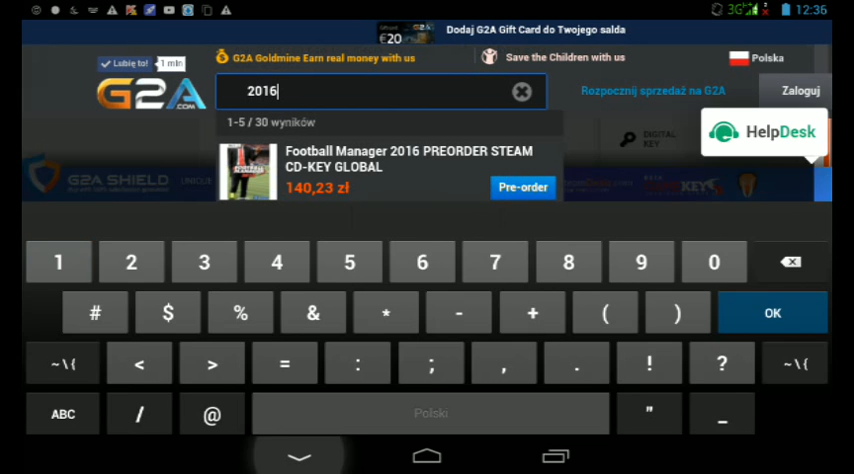 3G
12:36
€20
Dodaj G2A Gift Card do Twojego salda
Lubię to! 1 mln
G2A Goldmine Earn real money with us
Save the Children with us
Polska
G2A.COM
2016
Rozpocznij sprzedaż na G2A
Zaloguj
1-5 / 30 wyników
DIGITAL KEY
HelpDesk
Football Manager 2016 PREORDER STEAM
CD-KEY GLOBAL
140,23 zł
Pre-order
G2A SHIELD
UNIQUE
1 2 3 4 5 6 7 8 9 0
# $ % & * - + ( ) OK
~\{ < > = : ; , . ! ? ~\{
ABC / @ Polski " _